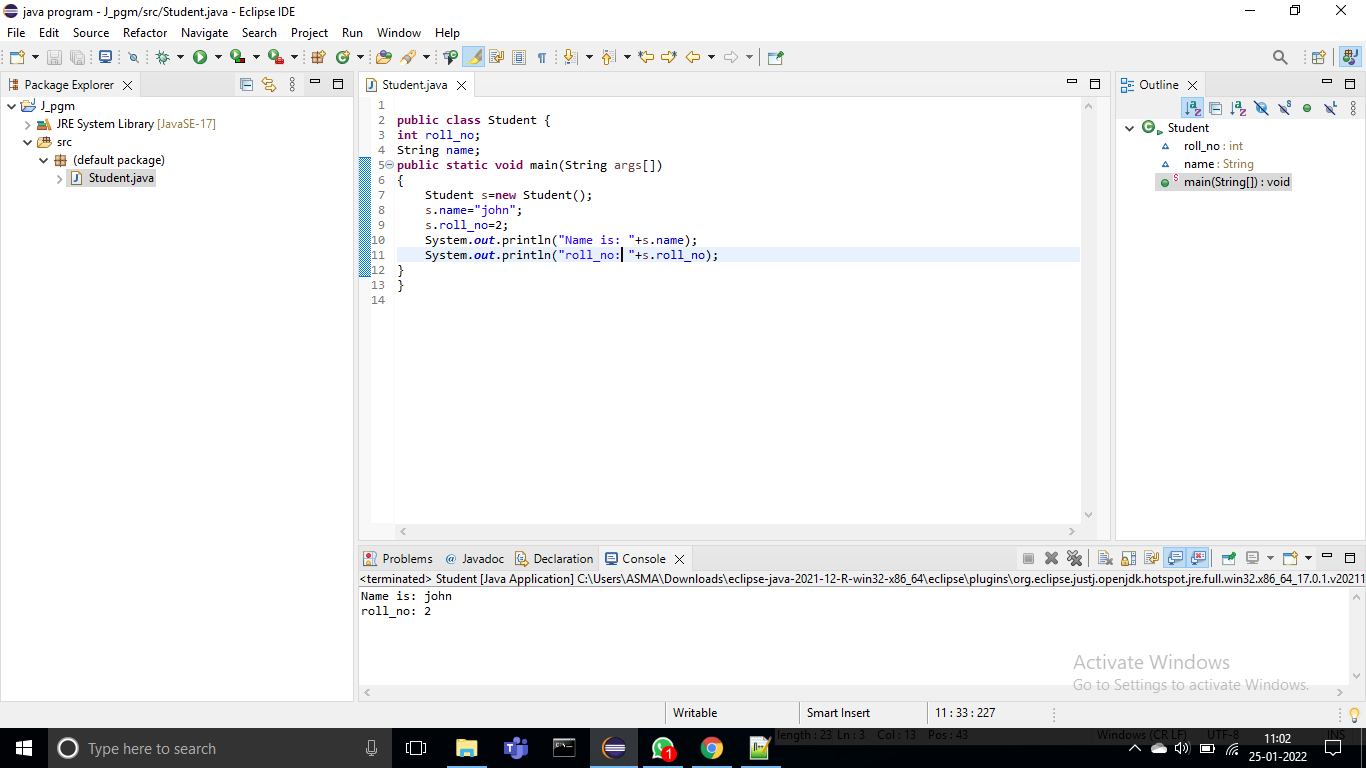 java program - J_pgm/src/Student.java - Eclipse IDE
File Edit Source Refactor Navigate Search Project Run Window Help
Package Explorer
J_pgm
JRE System Library [JavaSE-17]
src
(default package)
Student.java
Student.java
1
2 public class Student {
3 int roll_no;
4 String name;
5 public static void main(String args[])
6 {
7 Student s=new Student();
8 s.name="john";
9 s.roll_no=2;
10 System.out.println("Name is: "+s.name);
11 System.out.println("roll_no: "+s.roll_no);
12 }
13 }
14
Outline
Student
roll_no : int
name : String
main(String[]) : void
Problems @ Javadoc Declaration Console
<terminated> Student [Java Application] C:\Users\ASMA\Downloads\eclipse-java-2021-12-R-win32-x86_64\eclipse\plugins\org.eclipse.justj.openjdk.hotspot.jre.full.win32.x86_64_17.0.1.v20211
Name is: john
roll_no: 2
Activate Windows
Go to Settings to activate Windows.
Writable Smart Insert 11 : 33 : 227
Type here to search
length : 23 Ln : 3 Col : 13 Pos : 43 Windows (CR LF) UTF-8 INS
1
11:02
25-01-2022